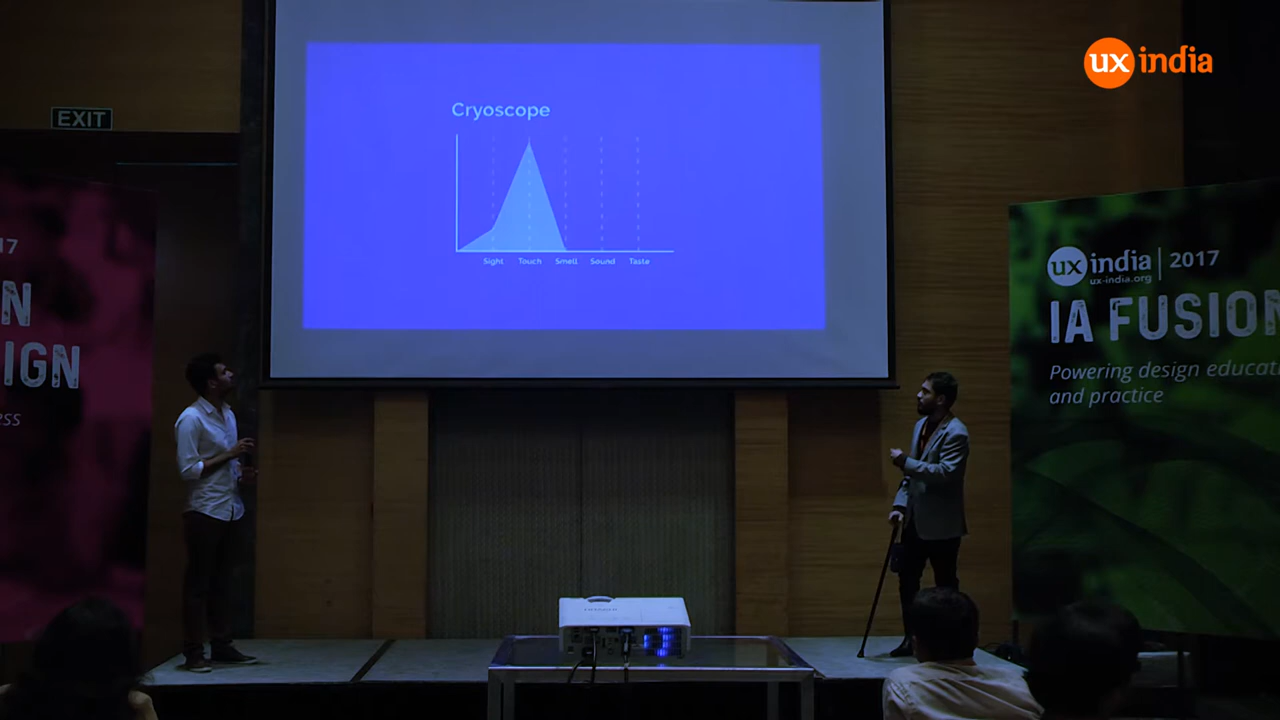 ux india
EXIT
Cryoscope
Sight Touch Smell Sound Taste
17
N
IGN
ess
ux india | 2017
ux-india.org
IA FUSION
Powering design educati
and practice